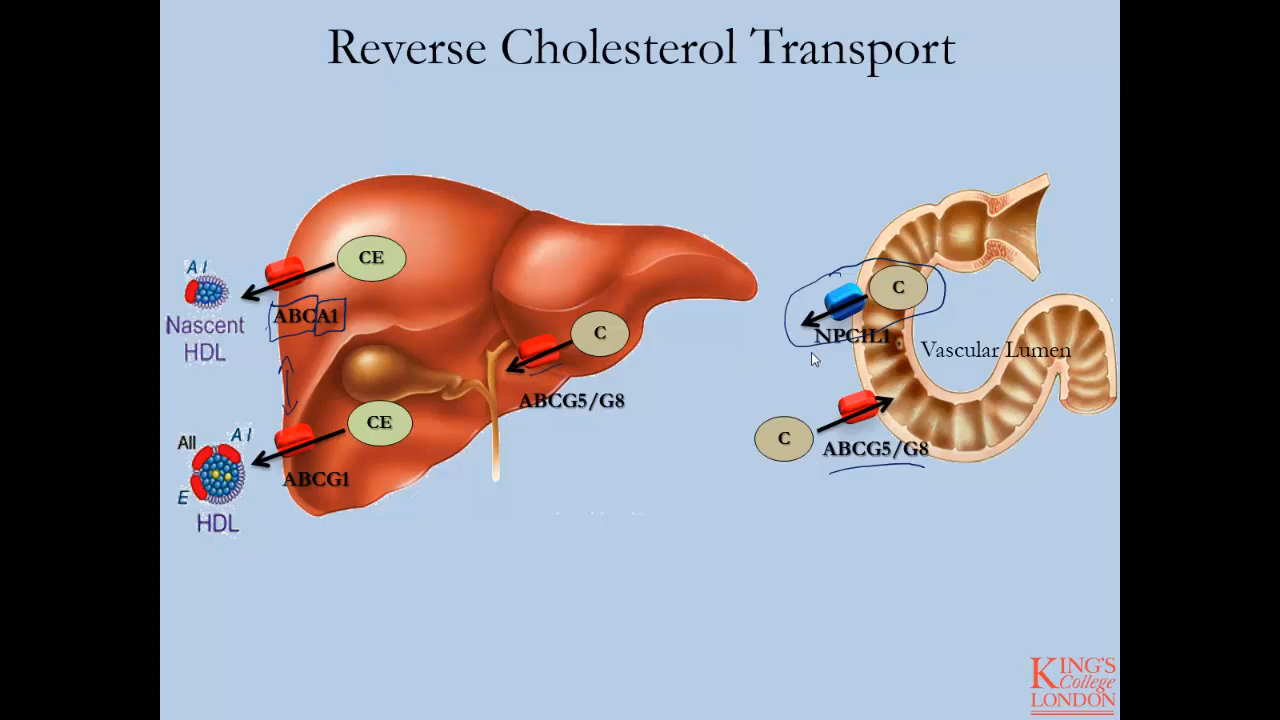 Reverse Cholesterol Transport
CE
A I
Nascent
HDL
ABCA1
C
ABCG5/G8
C
NPC1L1
Vascular Lumen
CE
AII
A I
E
HDL
ABCG1
C
ABCG5/G8
KING'S
College
LONDON